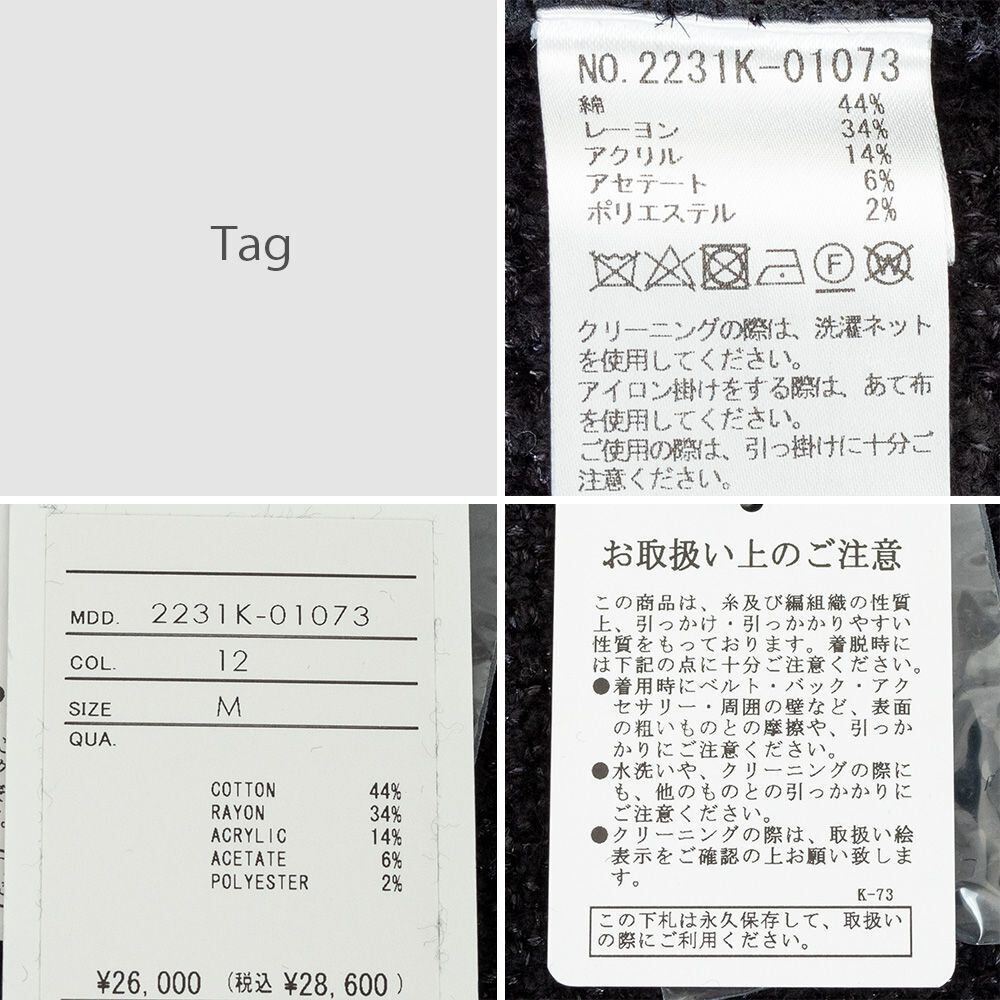 Tag
NO. 2231K-01073
綿 44%
レーヨン 34%
アクリル 14%
アセテート 6%
ポリエステル 2%
F
W
クリーニングの際は、洗濯ネット
を使用してください。
アイロン掛けをする際は、あて布
を使用してください。
ご使用の際は、引っ掛けに十分ご
注意ください。
MDD. 2231K-01073
COL. 12
SIZE M
QUA.
COTTON 44%
RAYON 34%
ACRYLIC 14%
ACETATE 6%
POLYESTER 2%
¥26,000 (税込 ¥28,600)
お取扱い上のご注意
この商品は、糸及び編組織の性質
上、引っかけ・引っかかりやすい
性質をもっております。着脱時に
は下記の点に十分ご注意ください。
●着用時にベルト・バック・アク
セサリー・周囲の壁など、表面
の粗いものとの摩擦や、引っか
かりにご注意ください。
●水洗いや、クリーニングの際に
も、他のものとの引っかかりに
ご注意ください。
●クリーニングの際は、取扱い絵
表示をご確認の上お願い致しま
す。
K-73
この下札は永久保存して、取扱い
の際にご利用ください。